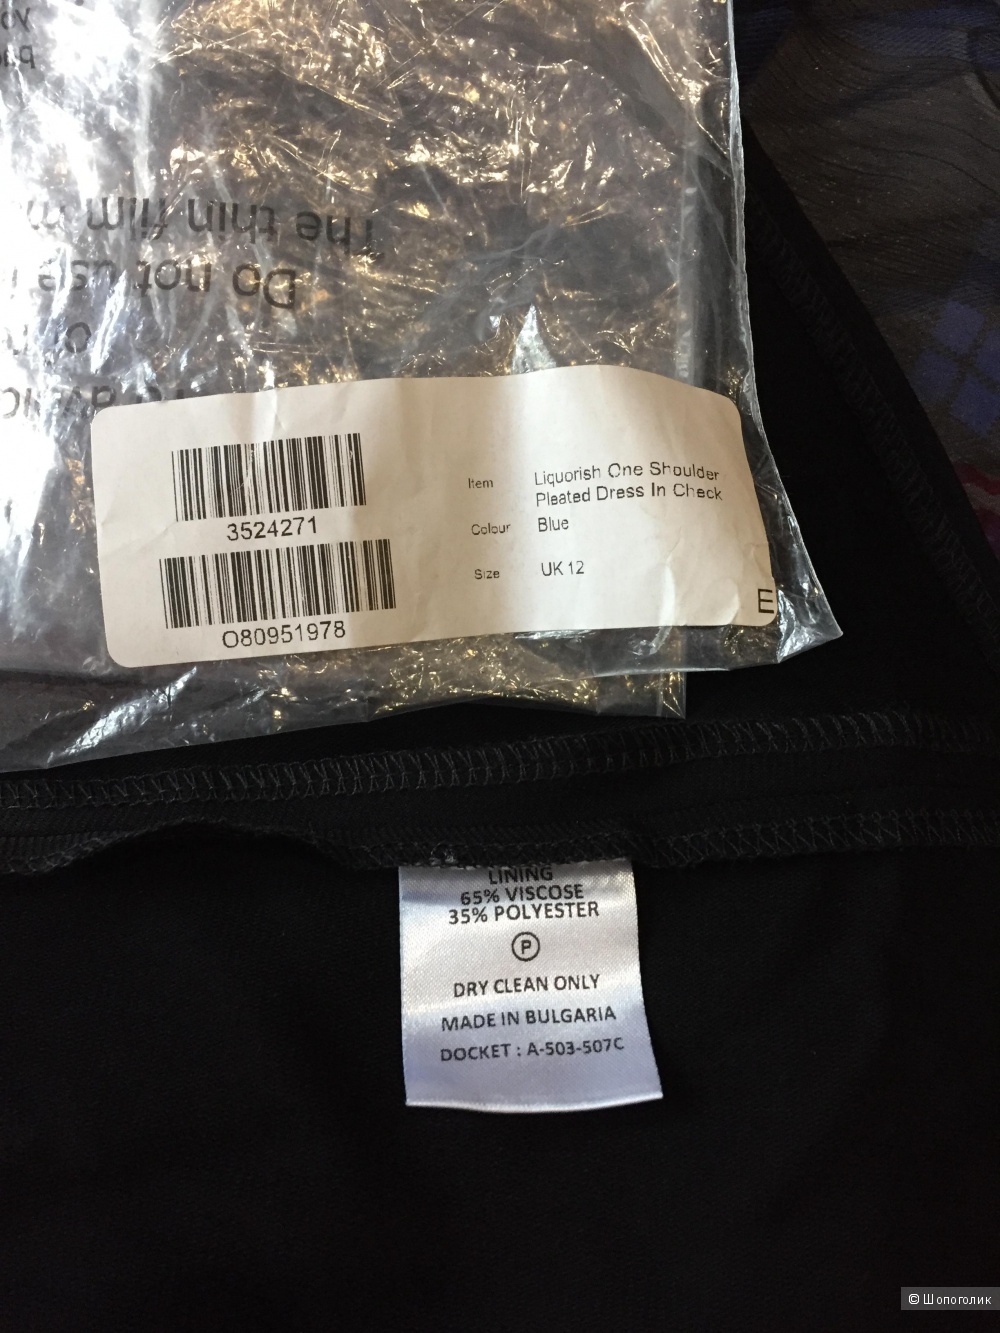 The thin film m
Do not use i
3524271
O80951978
Item Liquorish One Shoulder
Pleated Dress In Check
Colour Blue
Size UK 12
E
LINING
65% VISCOSE
35% POLYESTER
P
DRY CLEAN ONLY
MADE IN BULGARIA
DOCKET : A-503-507C
© Шопоголик